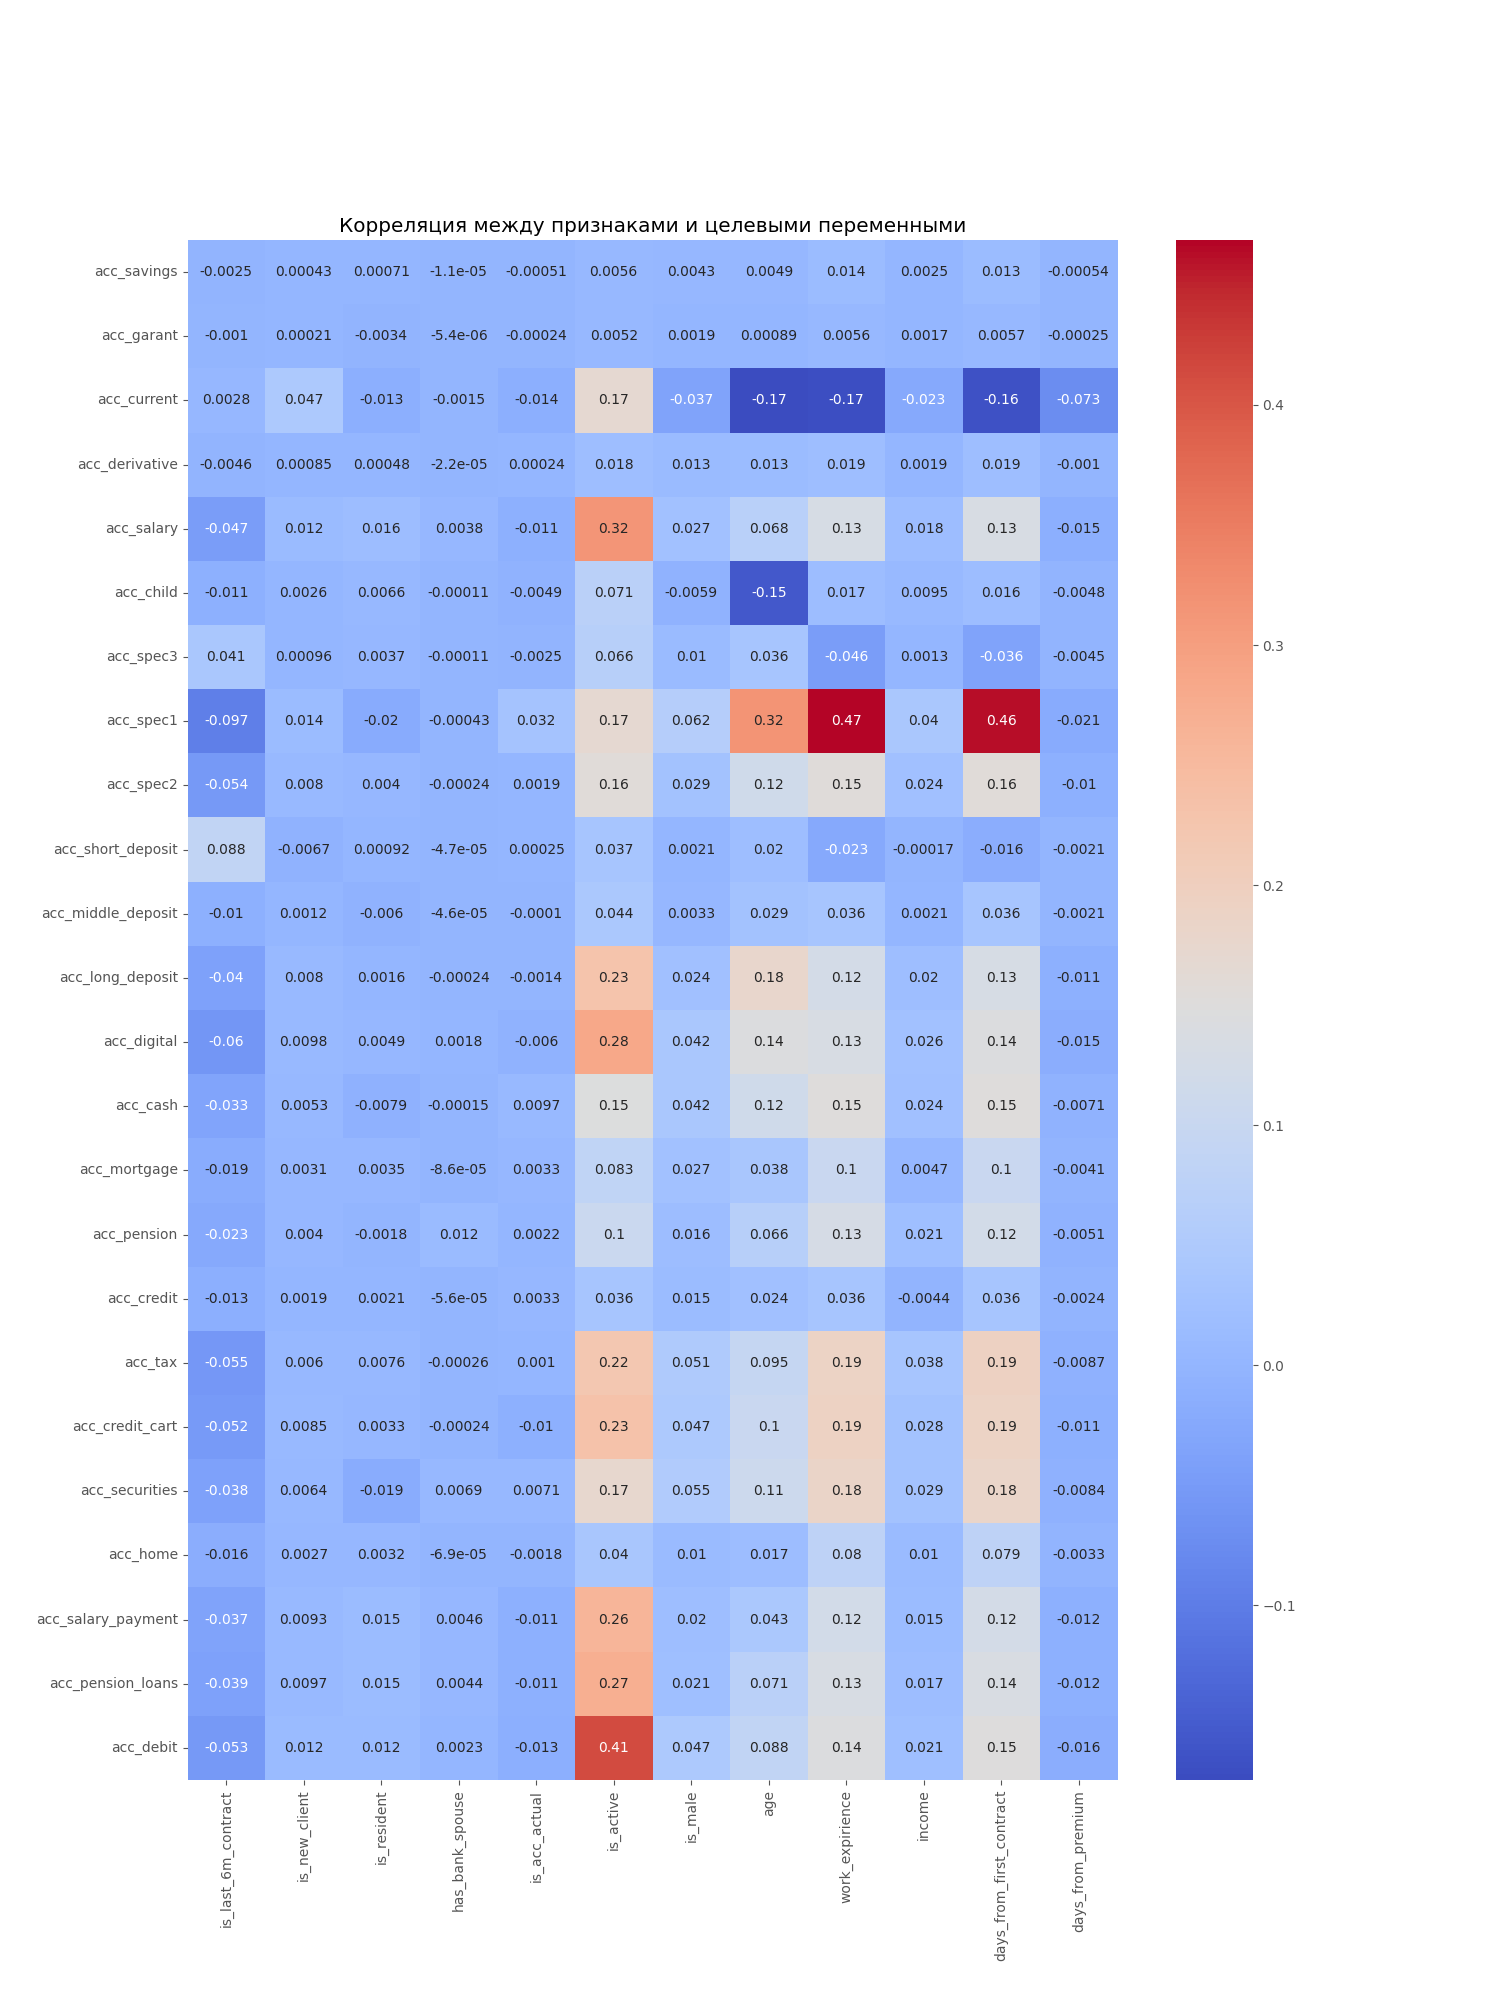 Корреляция между признаками и целевыми переменными
acc_savings -0.0025 0.00043 0.00071 -1.1e-05 -0.00051 0.0056 0.0043 0.0049 0.014 0.0025 0.013 -0.00054
acc_garant -0.001 0.00021 -0.0034 -5.4e-06 -0.00024 0.0052 0.0019 0.00089 0.0056 0.0017 0.0057 -0.00025
acc_current 0.0028 0.047 -0.013 -0.0015 -0.014 0.17 -0.037 -0.17 -0.17 -0.023 -0.16 -0.073
0.4
acc_derivative -0.0046 0.00085 0.00048 -2.2e-05 0.00024 0.018 0.013 0.013 0.019 0.0019 0.019 -0.001
acc_salary -0.047 0.012 0.016 0.0038 -0.011 0.32 0.027 0.068 0.13 0.018 0.13 -0.015
acc_child -0.011 0.0026 0.0066 -0.00011 -0.0049 0.071 -0.0059 -0.15 0.017 0.0095 0.016 -0.0048
0.3
acc_spec3 0.041 0.00096 0.0037 -0.00011 -0.0025 0.066 0.01 0.036 -0.046 0.0013 -0.036 -0.0045
acc_spec1 -0.097 0.014 -0.02 -0.00043 0.032 0.17 0.062 0.32 0.47 0.04 0.46 -0.021
acc_spec2 -0.054 0.008 0.004 -0.00024 0.0019 0.16 0.029 0.12 0.15 0.024 0.16 -0.01
acc_short_deposit 0.088 -0.0067 0.00092 -4.7e-05 0.00025 0.037 0.0021 0.02 -0.023 -0.00017 -0.016 -0.0021
0.2
acc_middle_deposit -0.01 0.0012 -0.006 -4.6e-05 -0.0001 0.044 0.0033 0.029 0.036 0.0021 0.036 -0.0021
acc_long_deposit -0.04 0.008 0.0016 -0.00024 -0.0014 0.23 0.024 0.18 0.12 0.02 0.13 -0.011
acc_digital -0.06 0.0098 0.0049 0.0018 -0.006 0.28 0.042 0.14 0.13 0.026 0.14 -0.015
acc_cash -0.033 0.0053 -0.0079 -0.00015 0.0097 0.15 0.042 0.12 0.15 0.024 0.15 -0.0071
0.1
acc_mortgage -0.019 0.0031 0.0035 -8.6e-05 0.0033 0.083 0.027 0.038 0.1 0.0047 0.1 -0.0041
acc_pension -0.023 0.004 -0.0018 0.012 0.0022 0.1 0.016 0.066 0.13 0.021 0.12 -0.0051
acc_credit -0.013 0.0019 0.0021 -5.6e-05 0.0033 0.036 0.015 0.024 0.036 -0.0044 0.036 -0.0024
acc_tax -0.055 0.006 0.0076 -0.00026 0.001 0.22 0.051 0.095 0.19 0.038 0.19 -0.0087
0.0
acc_credit_cart -0.052 0.0085 0.0033 -0.00024 -0.01 0.23 0.047 0.1 0.19 0.028 0.19 -0.011
acc_securities -0.038 0.0064 -0.019 0.0069 0.0071 0.17 0.055 0.11 0.18 0.029 0.18 -0.0084
acc_home -0.016 0.0027 0.0032 -6.9e-05 -0.0018 0.04 0.01 0.017 0.08 0.01 0.079 -0.0033
−0.1
acc_salary_payment -0.037 0.0093 0.015 0.0046 -0.011 0.26 0.02 0.043 0.12 0.015 0.12 -0.012
acc_pension_loans -0.039 0.0097 0.015 0.0044 -0.011 0.27 0.021 0.071 0.13 0.017 0.14 -0.012
acc_debit -0.053 0.012 0.012 0.0023 -0.013 0.41 0.047 0.088 0.14 0.021 0.15 -0.016
is_last_6m_contract
is_new_client
is_resident
has_bank_spouse
is_acc_actual
is_active
is_male
age
work_expirience
income
days_from_first_contract
days_from_premium